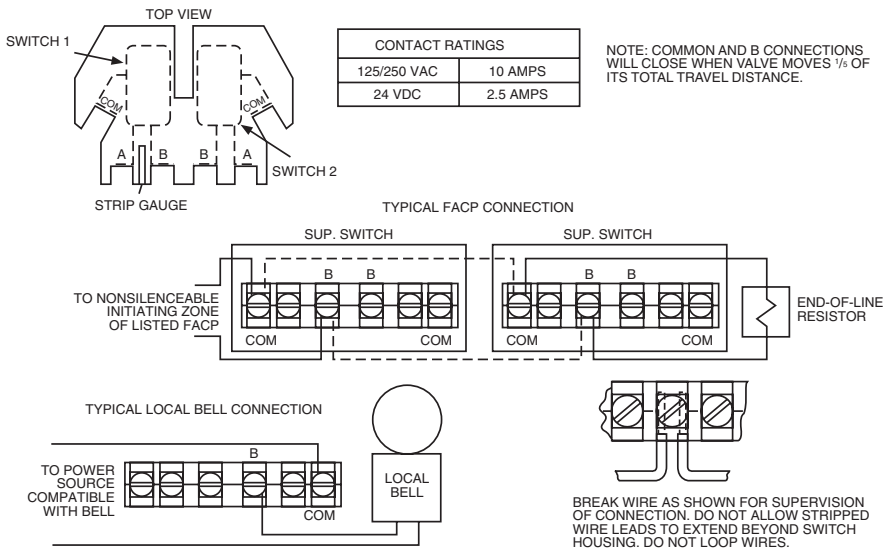 TOP VIEW
SWITCH 1
COM
COM
A
B
B
A
SWITCH 2
STRIP GAUGE
CONTACT RATINGS
125/250 VAC 10 AMPS
24 VDC 2.5 AMPS
NOTE: COMMON AND B CONNECTIONS
WILL CLOSE WHEN VALVE MOVES 1/5 OF
ITS TOTAL TRAVEL DISTANCE.
TYPICAL FACP CONNECTION
SUP. SWITCH
SUP. SWITCH
B B
B B
TO NONSILENCEABLE
INITIATING ZONE
OF LISTED FACP
COM COM
COM COM
END-OF-LINE
RESISTOR
TYPICAL LOCAL BELL CONNECTION
B
TO POWER
SOURCE
COMPATIBLE
WITH BELL
COM
LOCAL
BELL
BREAK WIRE AS SHOWN FOR SUPERVISION
OF CONNECTION. DO NOT ALLOW STRIPPED
WIRE LEADS TO EXTEND BEYOND SWITCH
HOUSING. DO NOT LOOP WIRES.